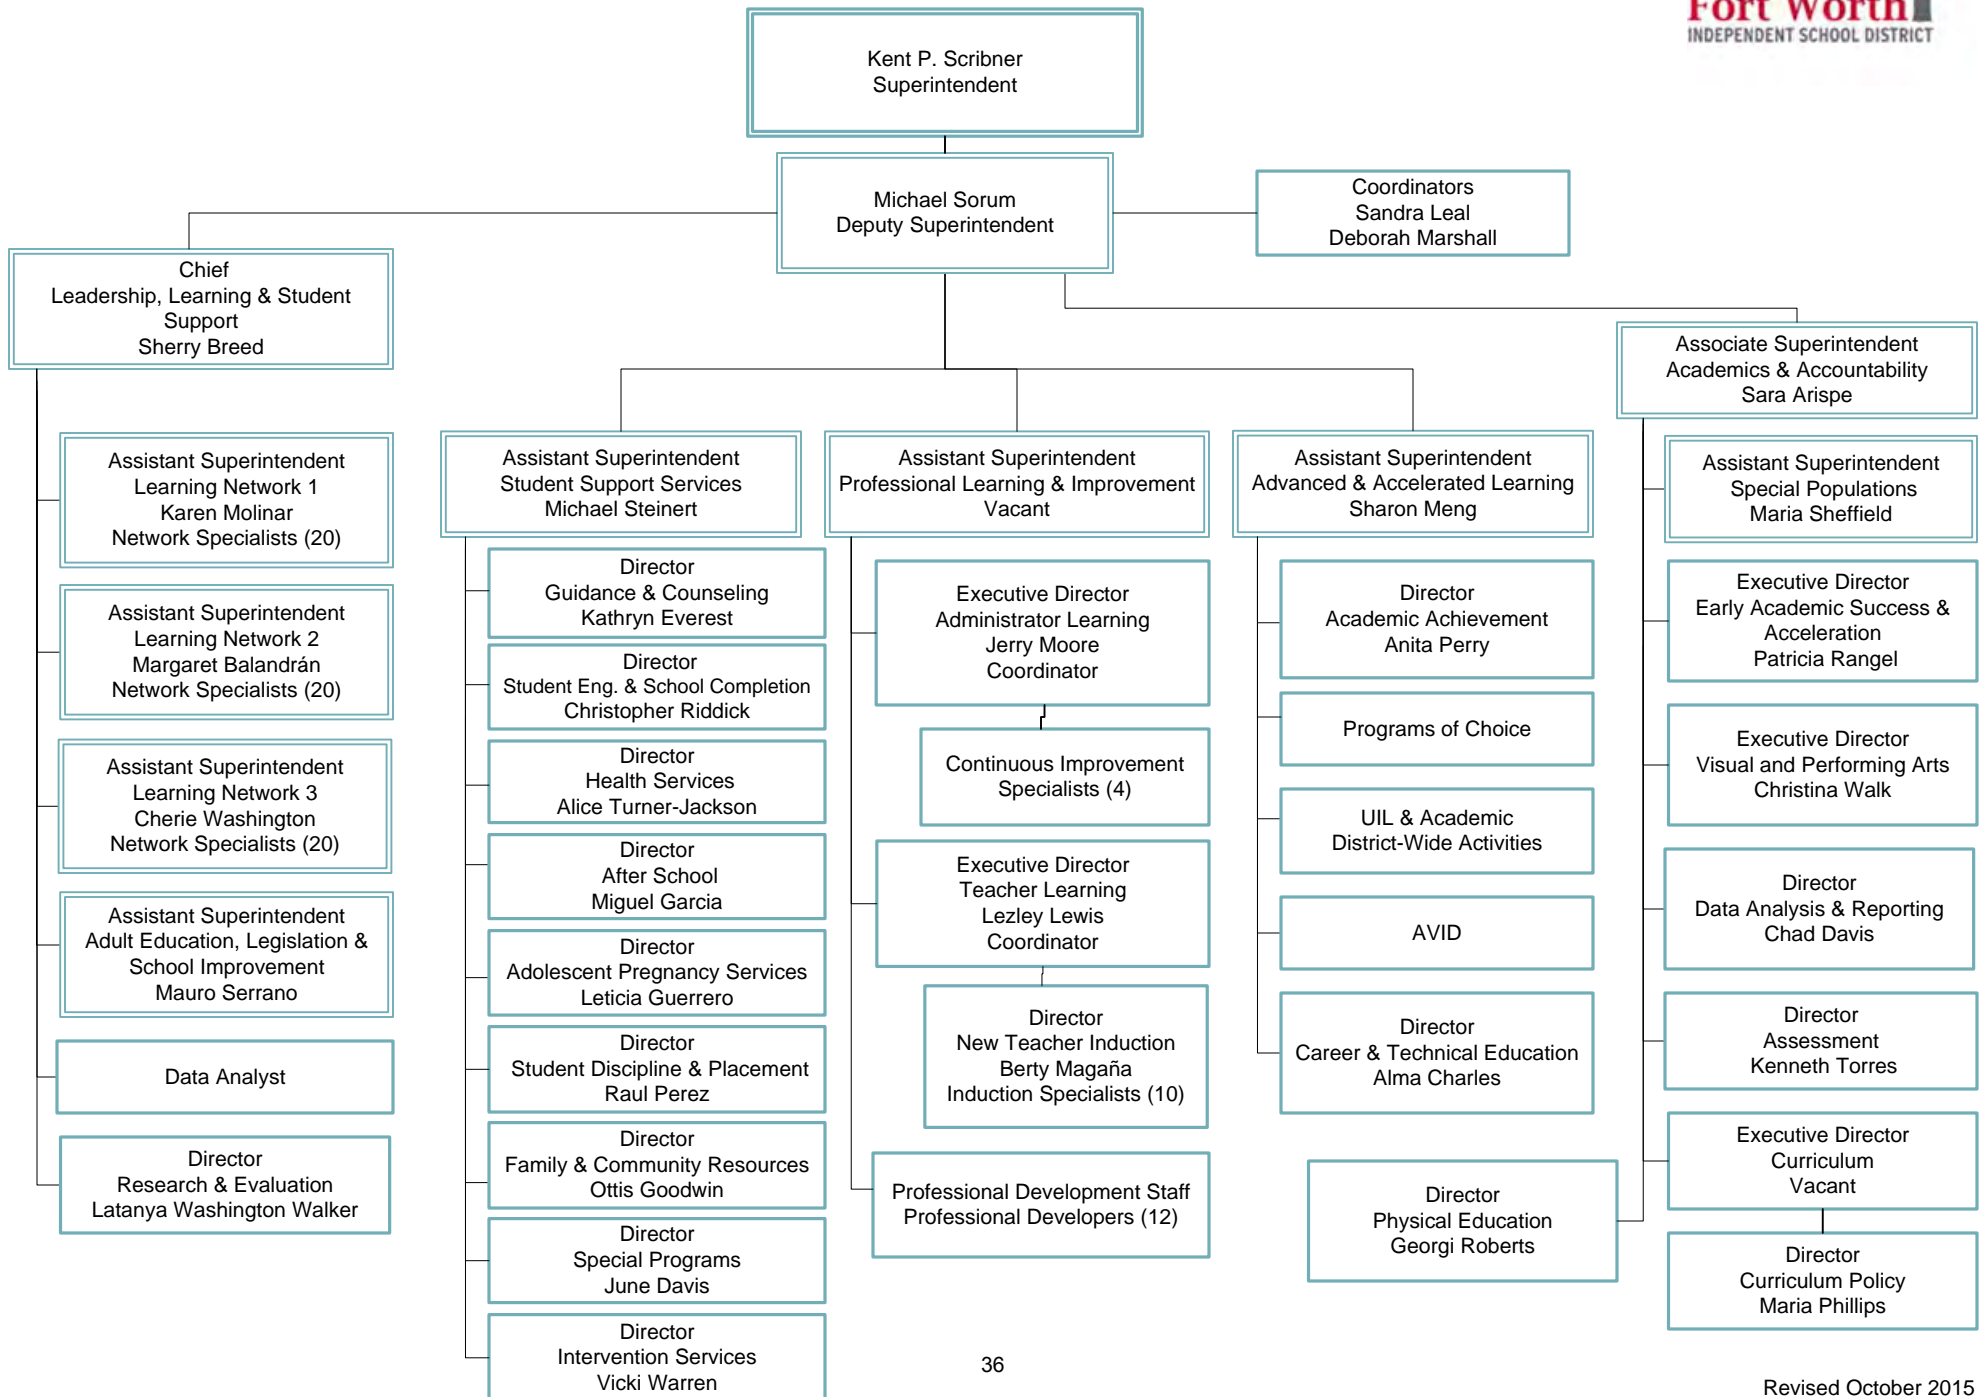 Fort Worth
INDEPENDENT SCHOOL DISTRICT
Kent P. Scribner
Superintendent
Michael Sorum
Deputy Superintendent
Coordinators
Sandra Leal
Deborah Marshall
Chief
Leadership, Learning & Student
Support
Sherry Breed
Assistant Superintendent
Learning Network 1
Karen Molinar
Network Specialists (20)
Assistant Superintendent
Learning Network 2
Margaret Balandrán
Network Specialists (20)
Assistant Superintendent
Learning Network 3
Cherie Washington
Network Specialists (20)
Assistant Superintendent
Adult Education, Legislation &
School Improvement
Mauro Serrano
Data Analyst
Director
Research & Evaluation
Latanya Washington Walker
Assistant Superintendent
Student Support Services
Michael Steinert
Director
Guidance & Counseling
Kathryn Everest
Director
Student Eng. & School Completion
Christopher Riddick
Director
Health Services
Alice Turner-Jackson
Director
After School
Miguel Garcia
Director
Adolescent Pregnancy Services
Leticia Guerrero
Director
Student Discipline & Placement
Raul Perez
Director
Family & Community Resources
Ottis Goodwin
Director
Special Programs
June Davis
Director
Intervention Services
Vicki Warren
Assistant Superintendent
Professional Learning & Improvement
Vacant
Executive Director
Administrator Learning
Jerry Moore
Coordinator
Continuous Improvement
Specialists (4)
Executive Director
Teacher Learning
Lezley Lewis
Coordinator
Director
New Teacher Induction
Berty Magaña
Induction Specialists (10)
Professional Development Staff
Professional Developers (12)
Assistant Superintendent
Advanced & Accelerated Learning
Sharon Meng
Director
Academic Achievement
Anita Perry
Programs of Choice
UIL & Academic
District-Wide Activities
AVID
Director
Career & Technical Education
Alma Charles
Associate Superintendent
Academics & Accountability
Sara Arispe
Assistant Superintendent
Special Populations
Maria Sheffield
Executive Director
Early Academic Success &
Acceleration
Patricia Rangel
Executive Director
Visual and Performing Arts
Christina Walk
Director
Data Analysis & Reporting
Chad Davis
Director
Assessment
Kenneth Torres
Executive Director
Curriculum
Vacant
Director
Physical Education
Georgi Roberts
Director
Curriculum Policy
Maria Phillips
36
Revised October 2015